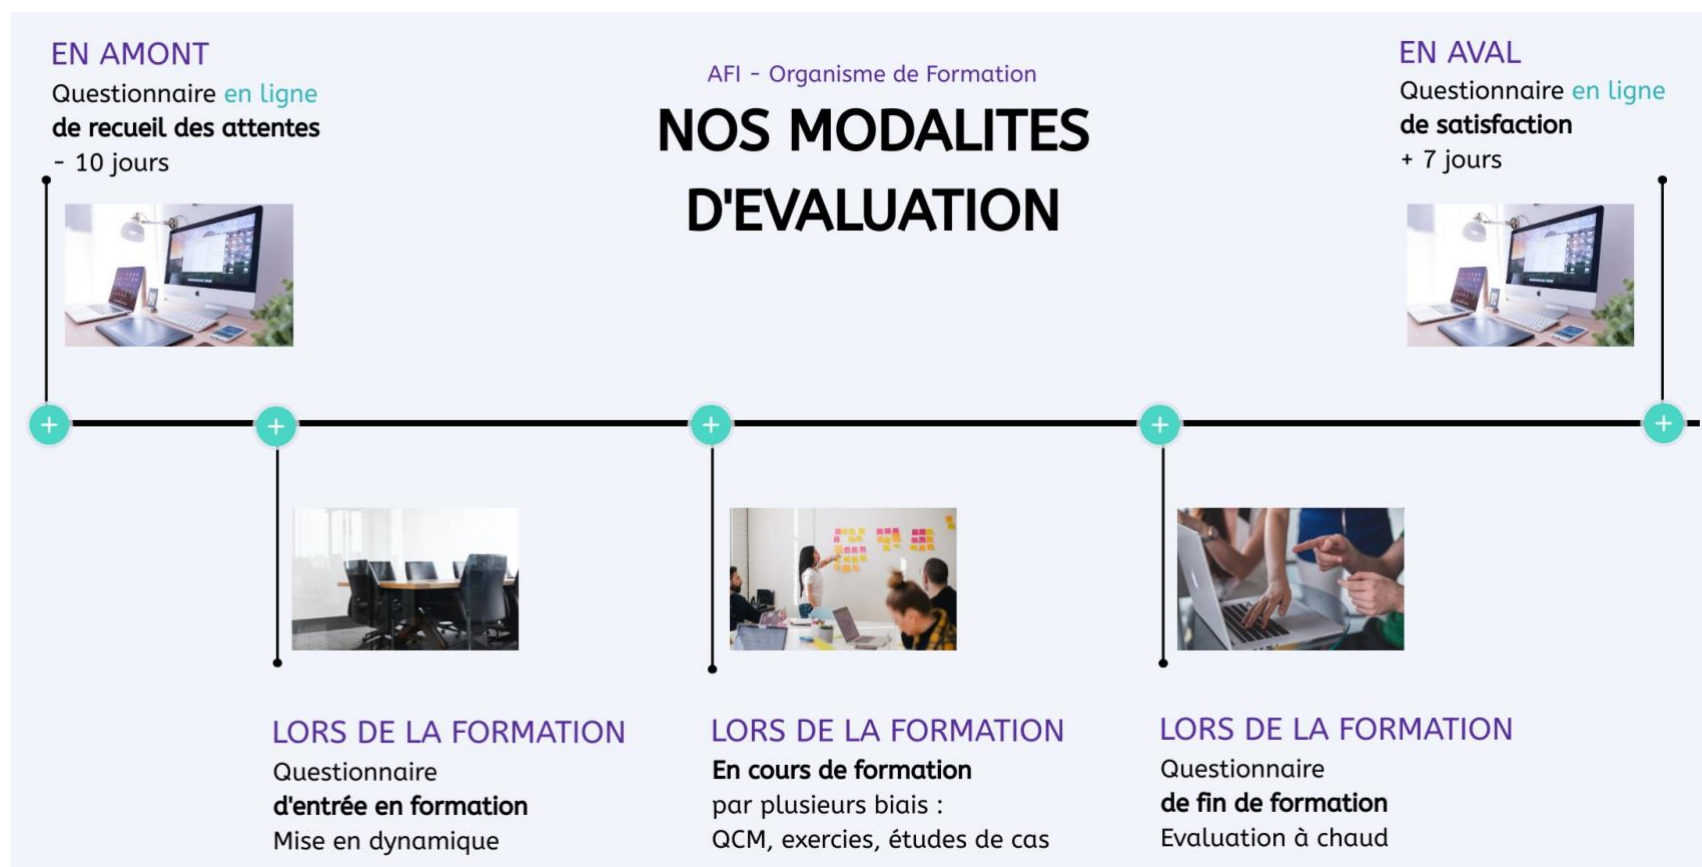 EN AMONT
Questionnaire en ligne
de recueil des attentes
- 10 jours
AFI - Organisme de Formation
NOS MODALITES
D'EVALUATION
EN AVAL
Questionnaire en ligne
de satisfaction
+ 7 jours
LORS DE LA FORMATION
Questionnaire
d'entrée en formation
Mise en dynamique
LORS DE LA FORMATION
En cours de formation
par plusieurs biais :
QCM, exercies, études de cas
LORS DE LA FORMATION
Questionnaire
de fin de formation
Evaluation à chaud